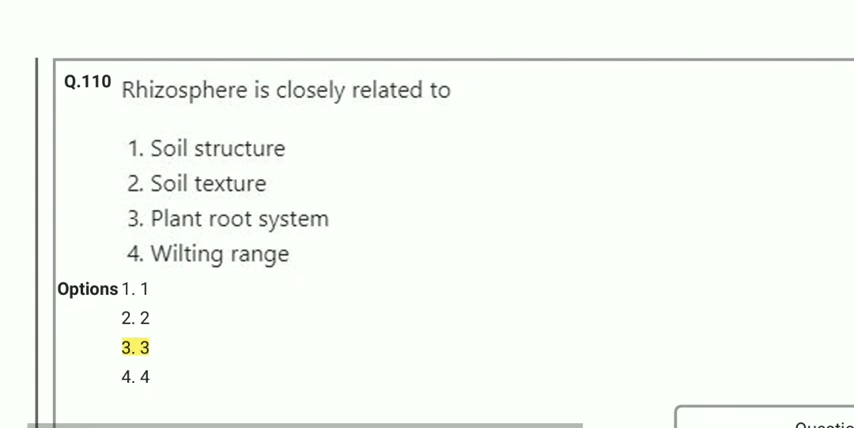 Q.110 Rhizosphere is closely related to
1. Soil structure
2. Soil texture
3. Plant root system
4. Wilting range
Options 1. 1
2. 2
3. 3
4. 4